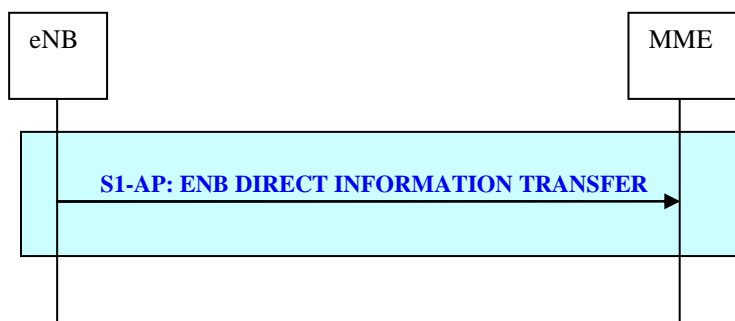 eNB
MME
S1-AP: ENB DIRECT INFORMATION TRANSFER